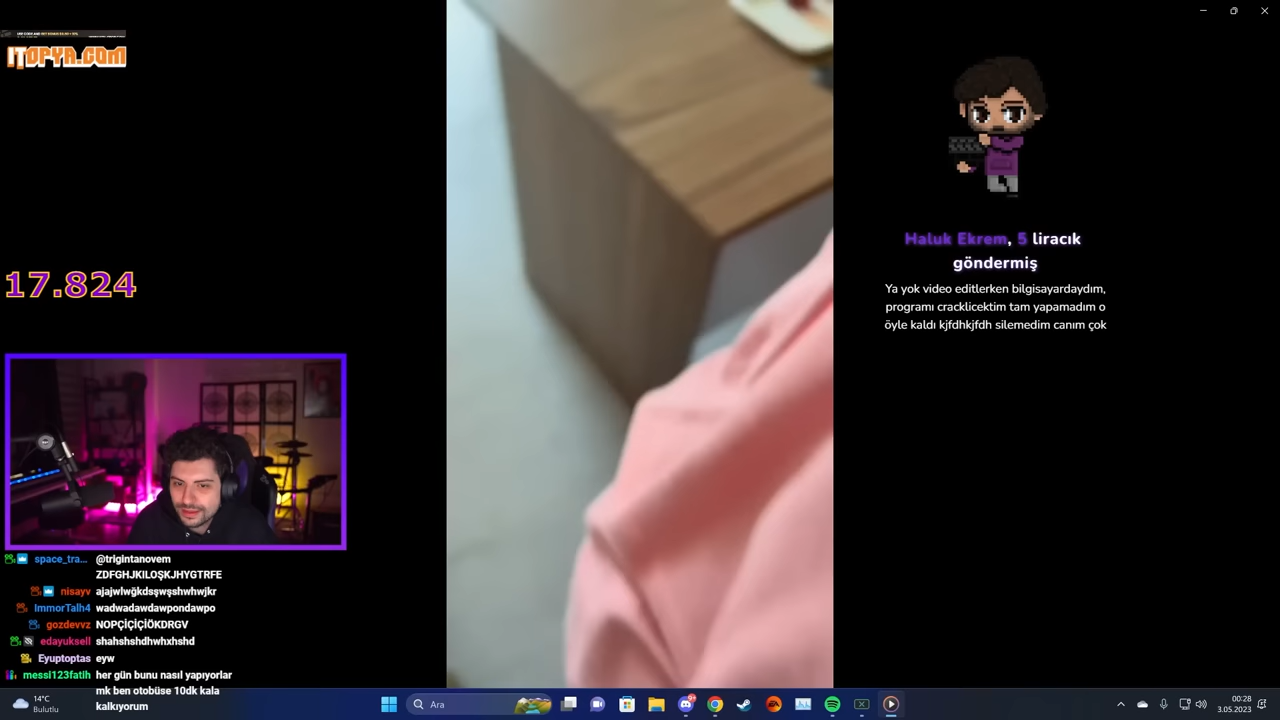 ITOPYA.COM
17.824
Haluk Ekrem, 5 liracık
göndermiş
Ya yok video editlerken bilgisayardaydım,
programı cracklicektim tam yapamadım o
öyle kaldı kjfdhkjfdh silemedim canım çok
space_tra... @trigintanovem
ZDFGHJKILOŞKJHYGTRFE
nisayv ajajwlwğkdsşwşshwhwjkr
ImmorTalh4 wadwadawdawpondawpo
gozdevvz NOPÇİÇİÇİÖKDRGV
edayuksell shahshshdhwhxhshd
Eyuptoptas eyw
messi123fatih her gün bunu nasıl yapıyorlar
mk ben otobüse 10dk kala
kalkıyorum
14°C
Bulutlu
Ara
00:28
3.05.2023